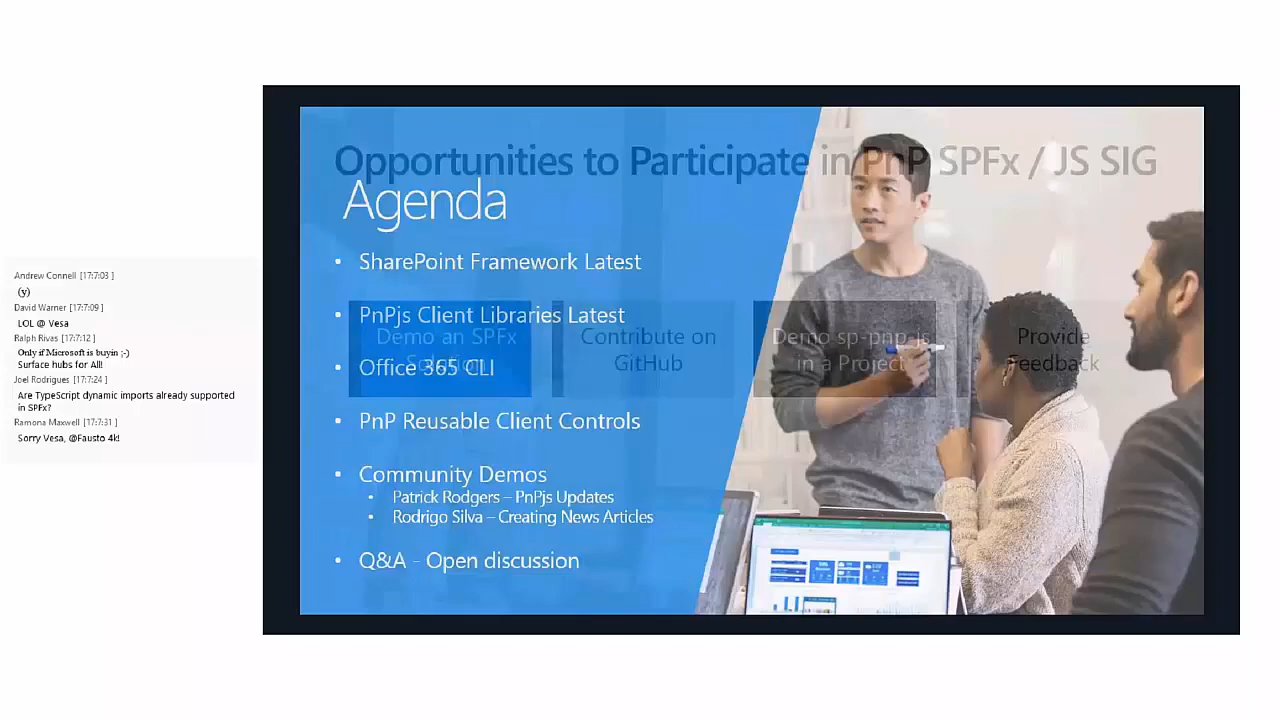 Andrew Connell [17:7:03 ]
(y)
David Warner [17:7:09 ]
LOL @ Vesa
Ralph Rivas [17:7:12 ]
Only if Microsoft is buyin ;-)
Surface hubs for All!
Joel Rodrigues [17:7:24 ]
Are TypeScript dynamic imports already supported
in SPFx?
Ramona Maxwell [17:7:31 ]
Sorry Vesa, @Fausto 4k!
Opportunities to Participate in PnP SPFx / JS SIG
Agenda
• SharePoint Framework Latest
• PnPjs Client Libraries Latest
• Office 365 CLI
• PnP Reusable Client Controls
• Community Demos
• Patrick Rodgers – PnPjs Updates
• Rodrigo Silva – Creating News Articles
• Q&A - Open discussion
Demo an SPFx
Solution
Contribute on
GitHub
Demo sp-pnp-js
in a Project
Provide
Feedback